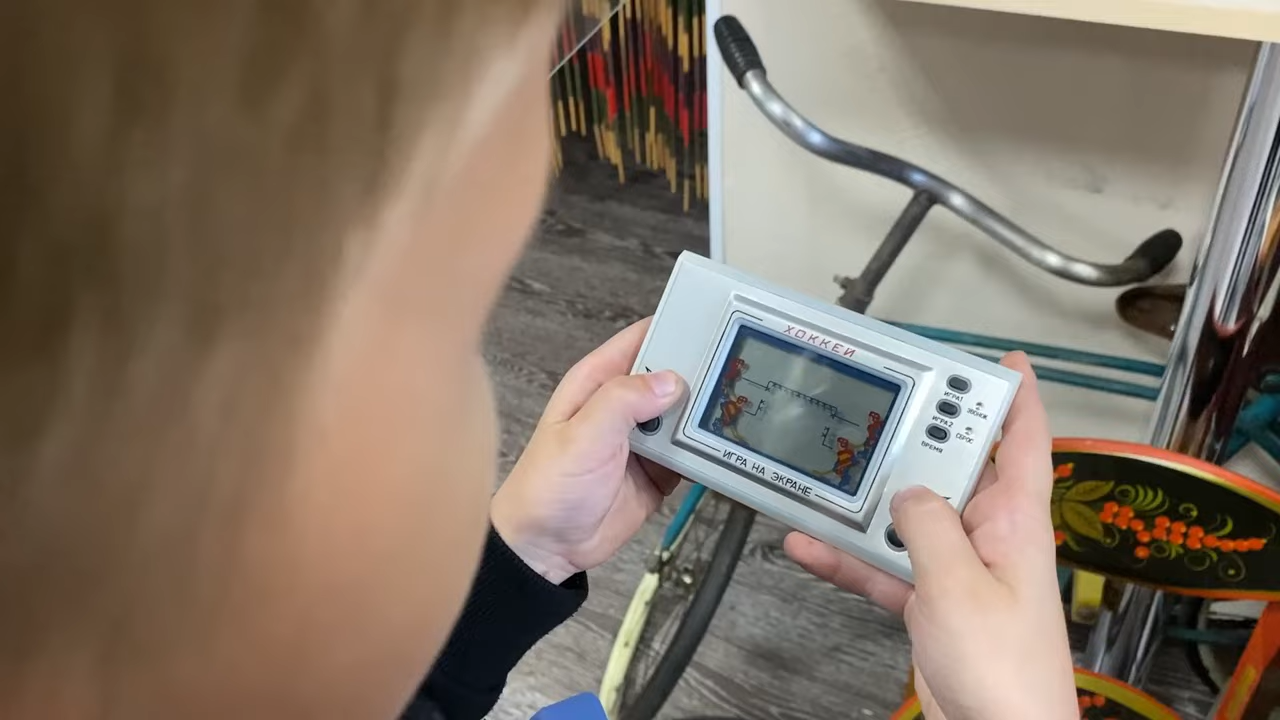 ХОККЕЙ
ИГРА1
ЗВОНОК
ИГРА2
СБРОС
ВРЕМЯ
ИГРА НА ЭКРАНЕ